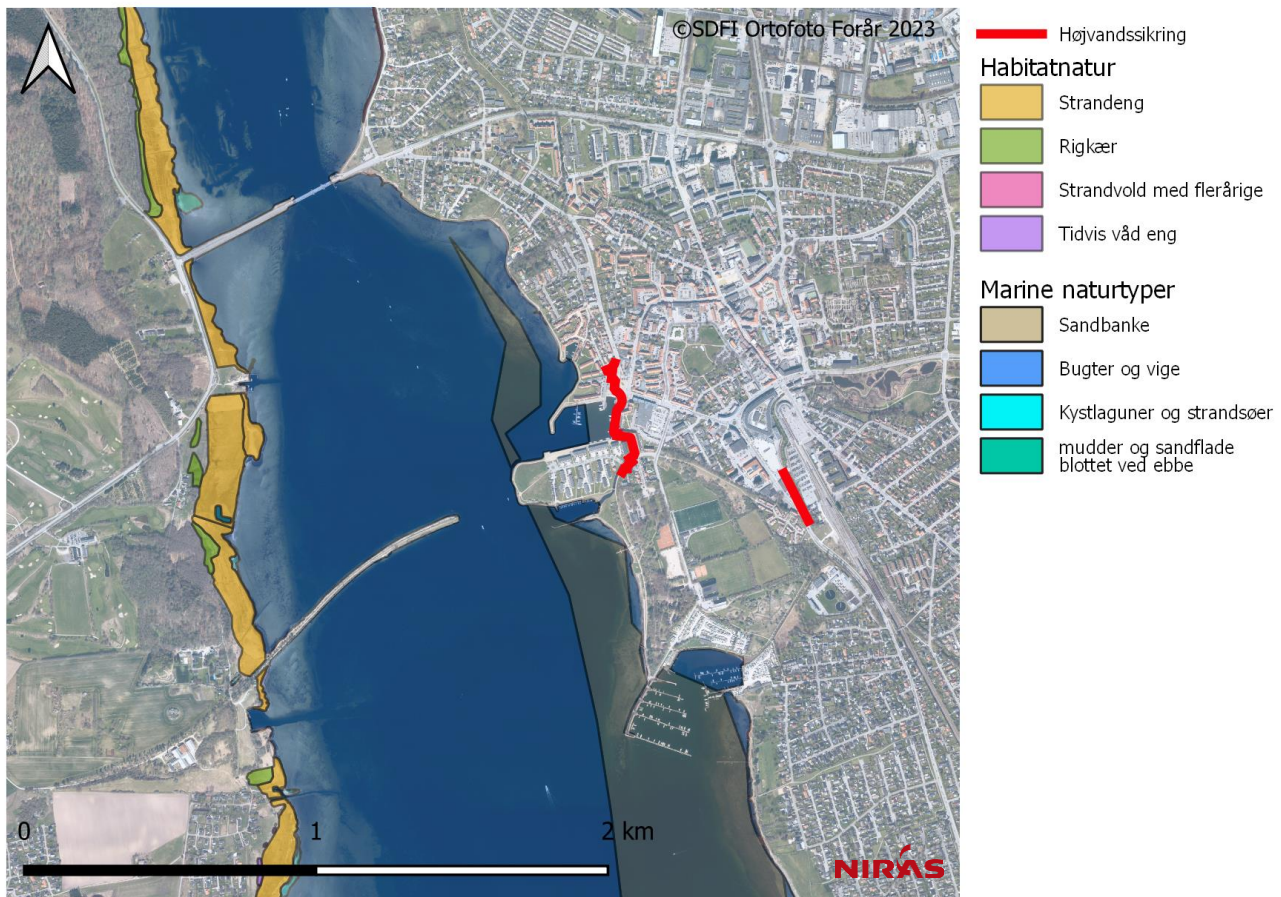 ©SDFI Ortofoto Forår 2023
Højvandssikring
Habitatnatur
Strandeng
Rigkær
Strandvold med flerårige
Tidvis våd eng
Marine naturtyper
Sandbanke
Bugter og vige
Kystlaguner og strandsøer
mudder og sandflade
blottet ved ebbe
0 1 2 km
NIRAS